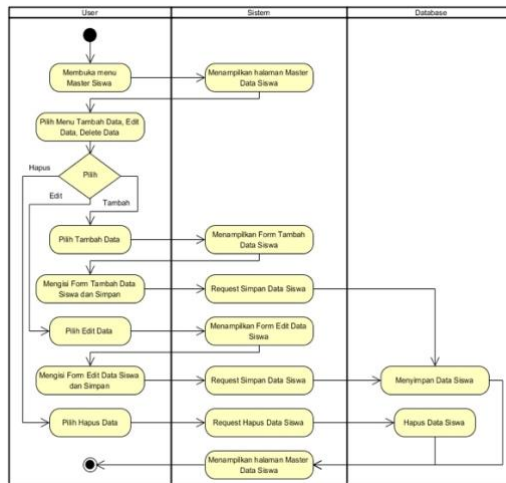 User
Sistem
Database
Membuka menu
Master Siswa
Menampilkan halaman Master
Data Siswa
Pilih Menu Tambah Data, Edit
Data, Delete Data
Hapus
Pilih
Edit
Tambah
Pilih Tambah Data
Menampilkan Form Tambah
Data Siswa
Mengisi Form Tambah Data
Siswa dan Simpan
Request Simpan Data Siswa
Pilih Edit Data
Menampilkan Form Edit Data
Siswa
Mengisi Form Edit Data Siswa
dan Simpan
Request Simpan Data Siswa
Menyimpan Data Siswa
Pilih Hapus Data
Request Hapus Data Siswa
Hapus Data Siswa
Menampilkan halaman Master
Data Siswa